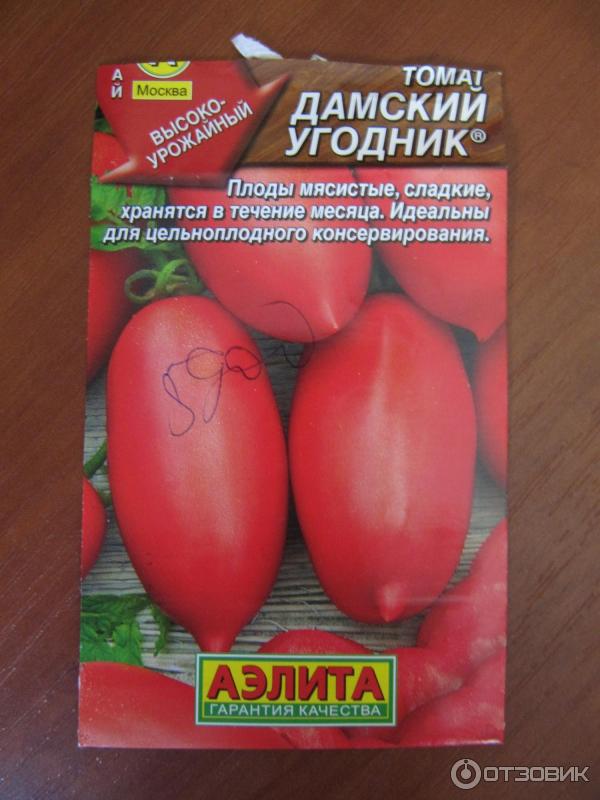 А
Й
Москва
ВЫСОКО-
УРОЖАЙНЫЙ
ТОМАТ
ДАМСКИЙ
УГОДНИК®
Плоды мясистые, сладкие,
хранятся в течение месяца. Идеальны
для цельноплодного консервирования.
АЭЛИТА
ГАРАНТИЯ КАЧЕСТВА
ОТЗОВИК